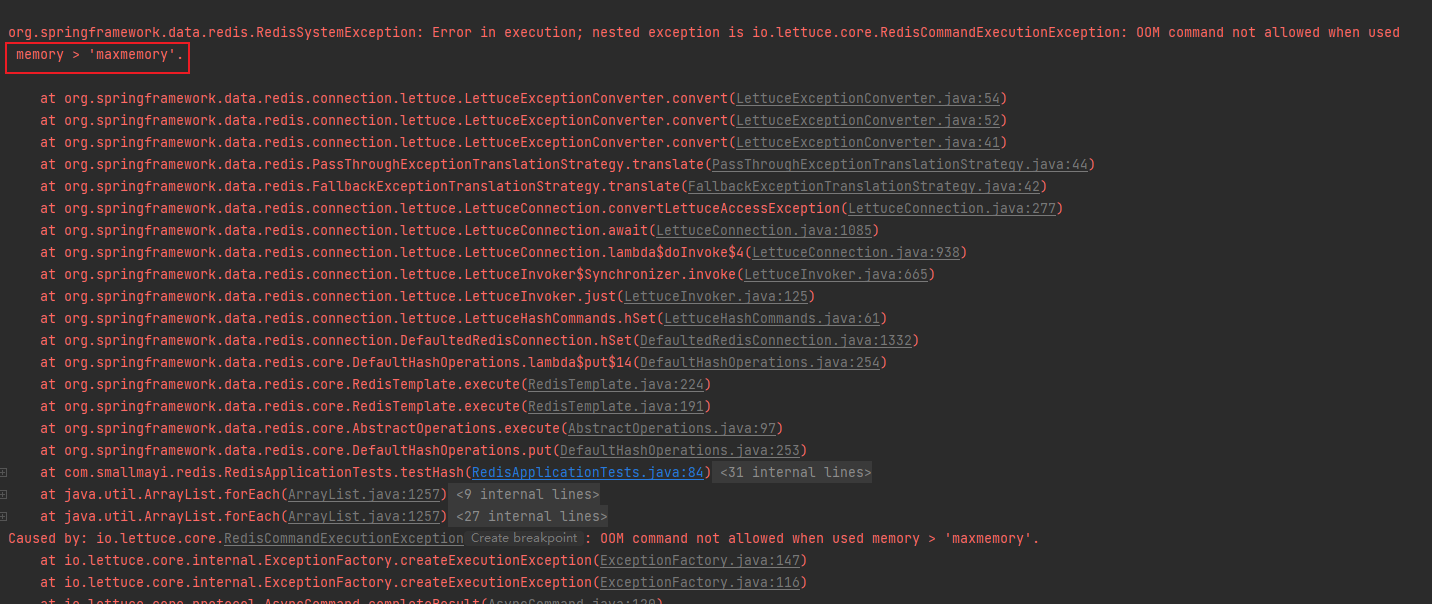 org.springframework.data.redis.RedisSystemException: Error in execution; nested exception is io.lettuce.core.RedisCommandExecutionException: OOM command not allowed when used
memory > 'maxmemory'.
at org.springframework.data.redis.connection.lettuce.LettuceExceptionConverter.convert(LettuceExceptionConverter.java:54)
at org.springframework.data.redis.connection.lettuce.LettuceExceptionConverter.convert(LettuceExceptionConverter.java:52)
at org.springframework.data.redis.connection.lettuce.LettuceExceptionConverter.convert(LettuceExceptionConverter.java:41)
at org.springframework.data.redis.PassThroughExceptionTranslationStrategy.translate(PassThroughExceptionTranslationStrategy.java:44)
at org.springframework.data.redis.FallbackExceptionTranslationStrategy.translate(FallbackExceptionTranslationStrategy.java:42)
at org.springframework.data.redis.connection.lettuce.LettuceConnection.convertLettuceAccessException(LettuceConnection.java:277)
at org.springframework.data.redis.connection.lettuce.LettuceConnection.await(LettuceConnection.java:1085)
at org.springframework.data.redis.connection.lettuce.LettuceConnection.lambda$doInvoke$4(LettuceConnection.java:938)
at org.springframework.data.redis.connection.lettuce.LettuceInvoker$Synchronizer.invoke(LettuceInvoker.java:665)
at org.springframework.data.redis.connection.lettuce.LettuceInvoker.just(LettuceInvoker.java:125)
at org.springframework.data.redis.connection.lettuce.LettuceHashCommands.hSet(LettuceHashCommands.java:61)
at org.springframework.data.redis.connection.DefaultedRedisConnection.hSet(DefaultedRedisConnection.java:1332)
at org.springframework.data.redis.core.DefaultHashOperations.lambda$put$14(DefaultHashOperations.java:254)
at org.springframework.data.redis.core.RedisTemplate.execute(RedisTemplate.java:224)
at org.springframework.data.redis.core.RedisTemplate.execute(RedisTemplate.java:191)
at org.springframework.data.redis.core.AbstractOperations.execute(AbstractOperations.java:97)
at org.springframework.data.redis.core.DefaultHashOperations.put(DefaultHashOperations.java:253)
at com.smallmayi.redis.RedisApplicationTests.testHash(RedisApplicationTests.java:84) <31 internal lines>
at java.util.ArrayList.forEach(ArrayList.java:1257) <9 internal lines>
at java.util.ArrayList.forEach(ArrayList.java:1257) <27 internal lines>
Caused by: io.lettuce.core.RedisCommandExecutionException Create breakpoint : OOM command not allowed when used memory > 'maxmemory'.
at io.lettuce.core.internal.ExceptionFactory.createExecutionException(ExceptionFactory.java:147)
at io.lettuce.core.internal.ExceptionFactory.createExecutionException(ExceptionFactory.java:116)
at io.lettuce.core.protocol.AsyncCommand.completeResult(AsyncCommand.java:120)